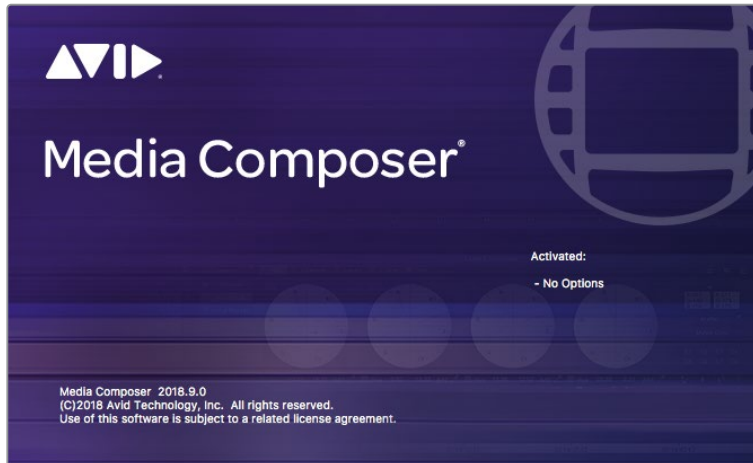 AVID
Media Composer®
Activated:
- No Options
Media Composer 2018.9.0
(C)2018 Avid Technology, Inc. All rights reserved.
Use of this software is subject to a related license agreement.